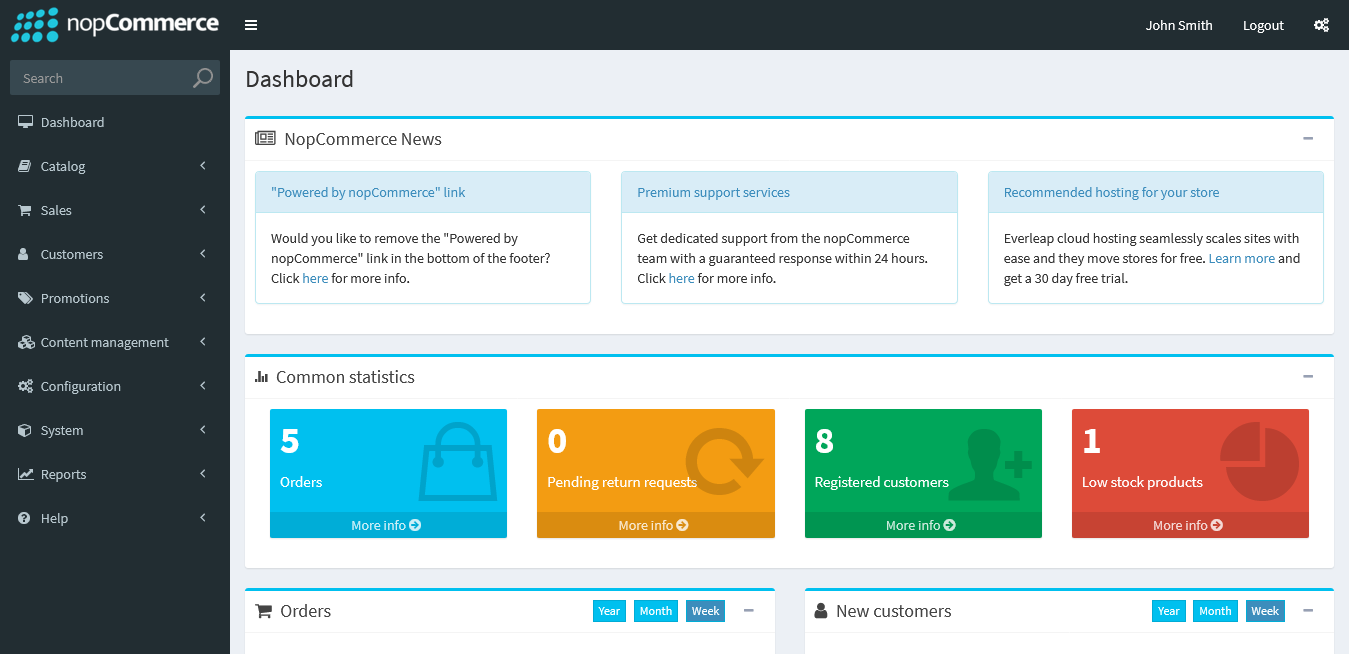 nopCommerce
John Smith
Logout
Search
Dashboard
Catalog
Sales
Customers
Promotions
Content management
Configuration
System
Reports
Help
Dashboard
NopCommerce News
"Powered by nopCommerce" link
Would you like to remove the "Powered by
nopCommerce" link in the bottom of the footer?
Click here for more info.
Premium support services
Get dedicated support from the nopCommerce
team with a guaranteed response within 24 hours.
Click here for more info.
Recommended hosting for your store
Everleap cloud hosting seamlessly scales sites with
ease and they move stores for free. Learn more and
get a 30 day free trial.
Common statistics
5
Orders
More info
0
Pending return requests
More info
8
Registered customers
More info
1
Low stock products
More info
Orders
Year
Month
Week
New customers
Year
Month
Week